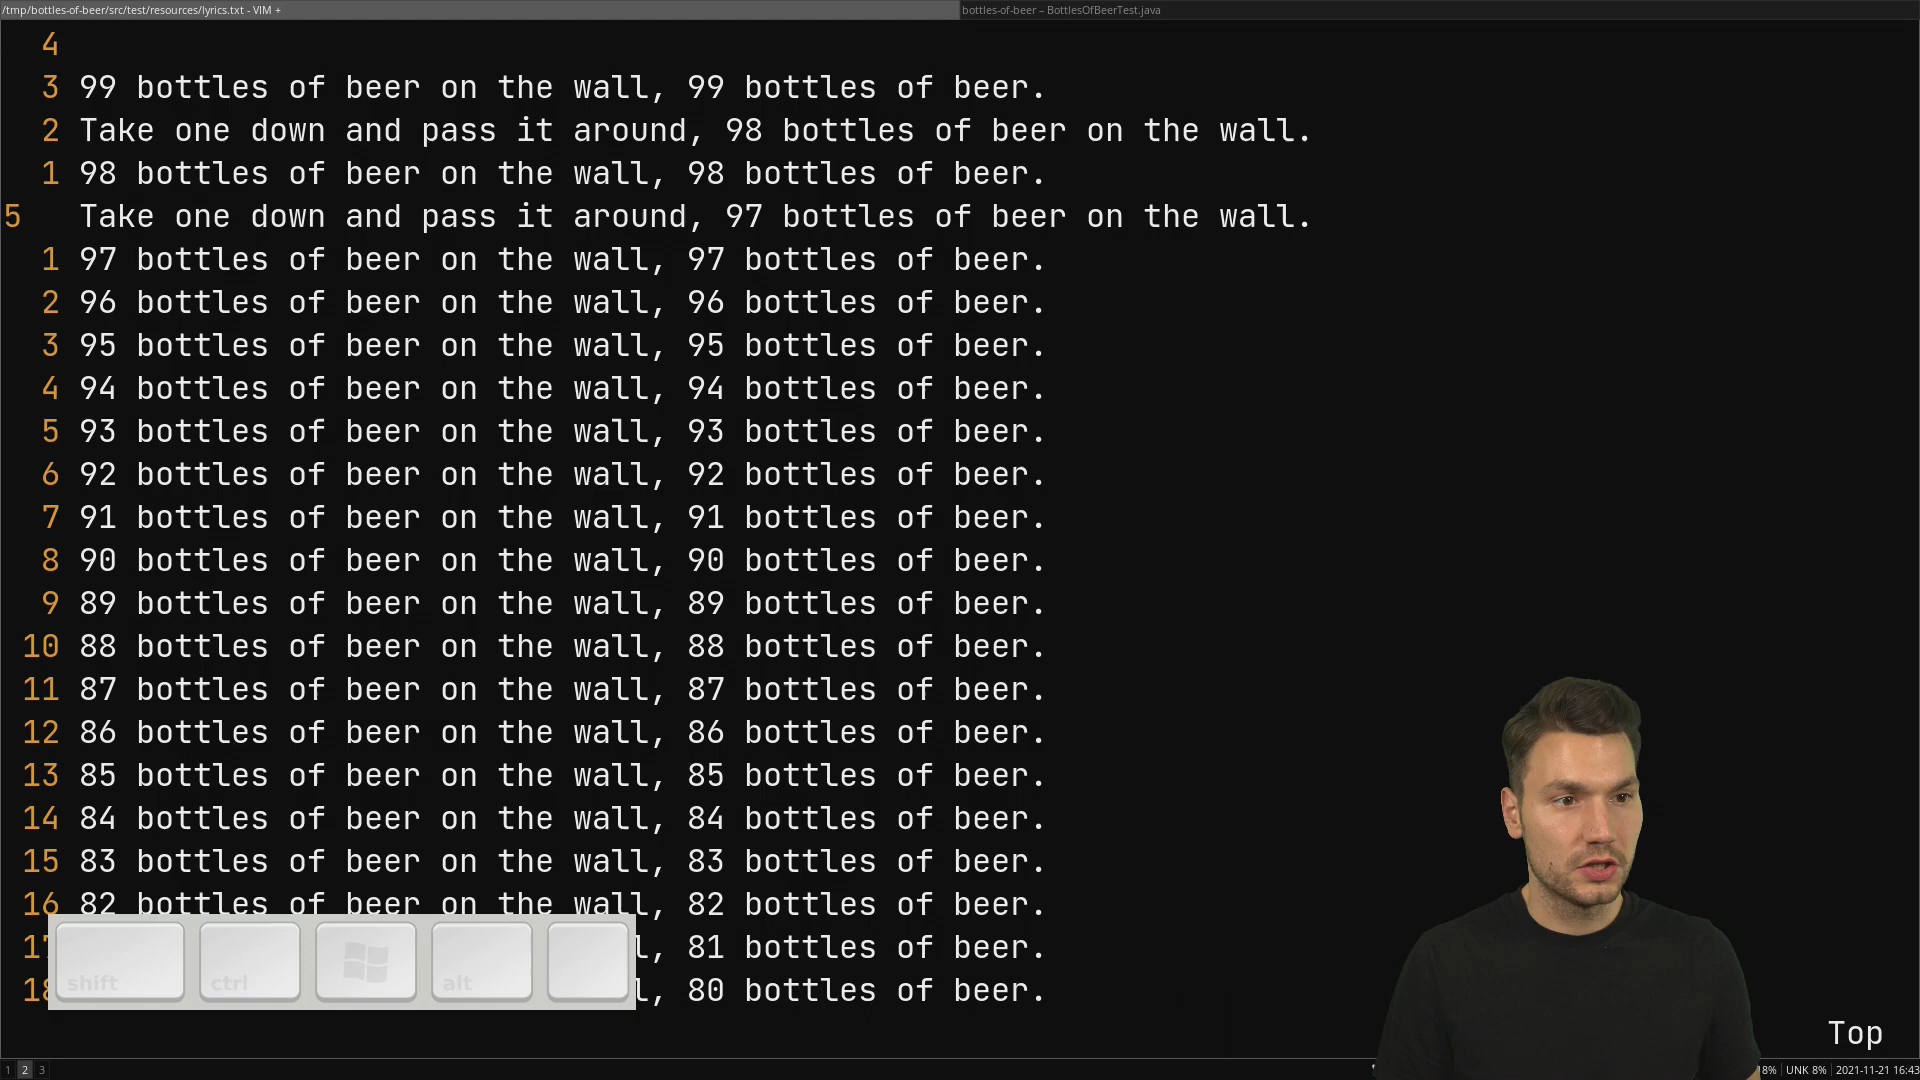 /tmp/bottles-of-beer/src/test/resources/lyrics.txt - VIM +
bottles-of-beer – BottlesOfBeerTest.java
4
3 99 bottles of beer on the wall, 99 bottles of beer.
2 Take one down and pass it around, 98 bottles of beer on the wall.
1 98 bottles of beer on the wall, 98 bottles of beer.
5 Take one down and pass it around, 97 bottles of beer on the wall.
1 97 bottles of beer on the wall, 97 bottles of beer.
2 96 bottles of beer on the wall, 96 bottles of beer.
3 95 bottles of beer on the wall, 95 bottles of beer.
4 94 bottles of beer on the wall, 94 bottles of beer.
5 93 bottles of beer on the wall, 93 bottles of beer.
6 92 bottles of beer on the wall, 92 bottles of beer.
7 91 bottles of beer on the wall, 91 bottles of beer.
8 90 bottles of beer on the wall, 90 bottles of beer.
9 89 bottles of beer on the wall, 89 bottles of beer.
10 88 bottles of beer on the wall, 88 bottles of beer.
11 87 bottles of beer on the wall, 87 bottles of beer.
12 86 bottles of beer on the wall, 86 bottles of beer.
13 85 bottles of beer on the wall, 85 bottles of beer.
14 84 bottles of beer on the wall, 84 bottles of beer.
15 83 bottles of beer on the wall, 83 bottles of beer.
16 82 bottles of beer on the wall, 82 bottles of beer.
l, 81 bottles of beer.
l, 80 bottles of beer.
shift ctrl alt
Top
1 2 3
8% UNK 8% 2021-11-21 16:43